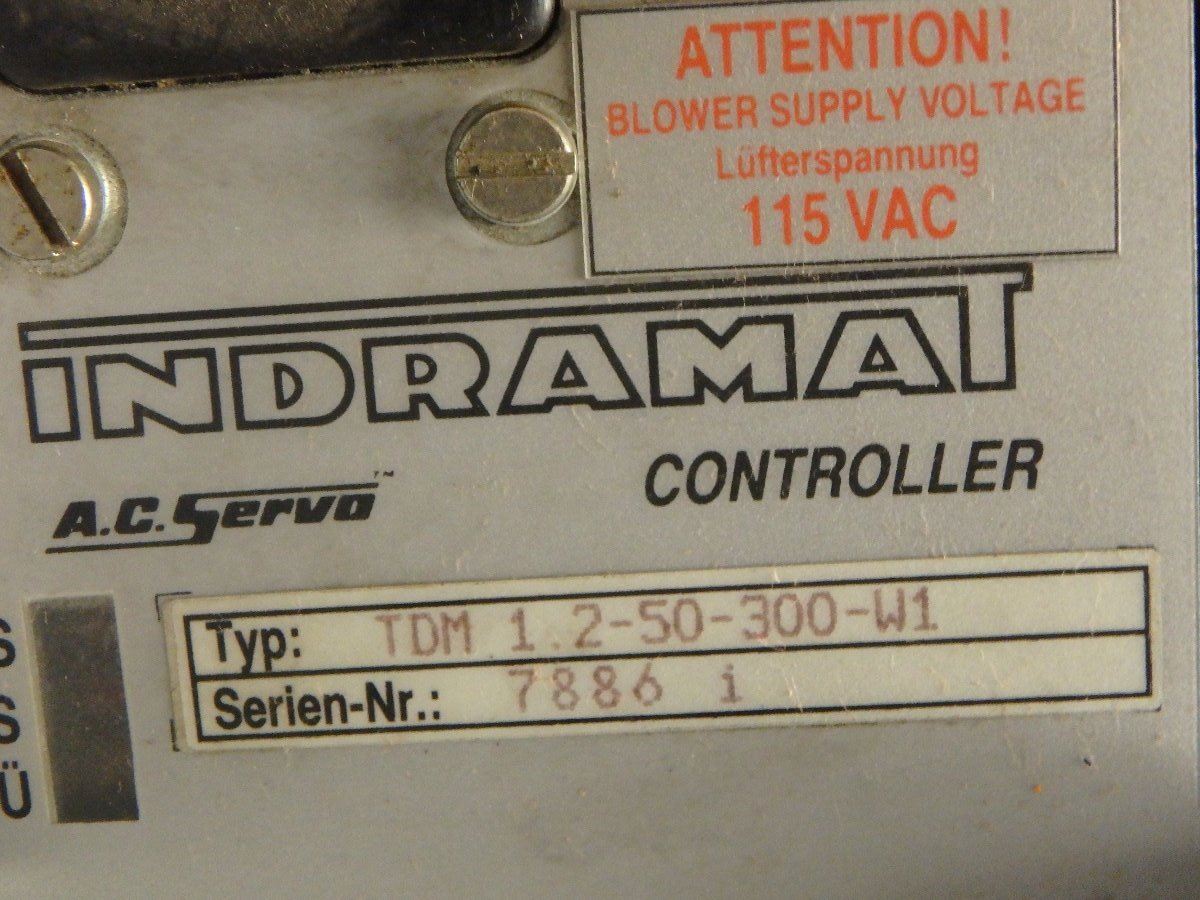 ATTENTION!
BLOWER SUPPLY VOLTAGE
Lüfterspannung
115 VAC
INDRAMAT
A.C. Servo™
CONTROLLER
S
S
Ü
Typ: TDM 1.2-50-300-W1
Serien-Nr.: 7886 i